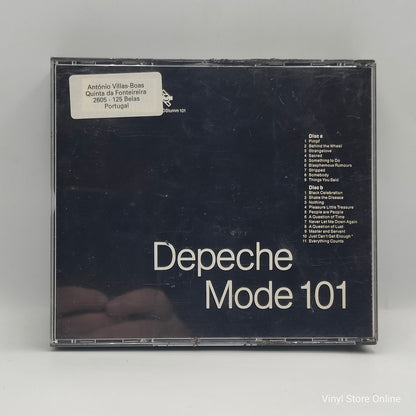 António Villas-Boas
Quinta da Fonteireira
2605 - 125 Belas
Portugal
CDStumm 101
Disc a
1 Pimpf
2 Behind the Wheel
3 Strangelove
4 Sacred
5 Something to Do
6 Blasphemous Rumours
7 Stripped
8 Somebody
9 Things You Said
Disc b
1 Black Celebration
2 Shake the Disease
3 Nothing
4 Pleasure Little Treasure
5 People are People
6 A Question of Time
7 Never Let Me Down Again
8 A Question of Lust
9 Master and Servant
10 Just Can't Get Enough *
11 Everything Counts
Depeche
Mode 101
Vinyl Store Online